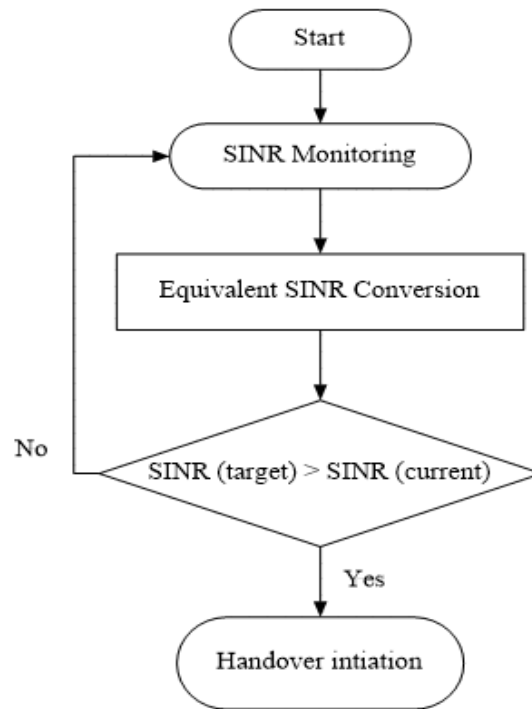 Start
SINR Monitoring
Equivalent SINR Conversion
No
SINR (target) > SINR (current)
Yes
Handover intiation